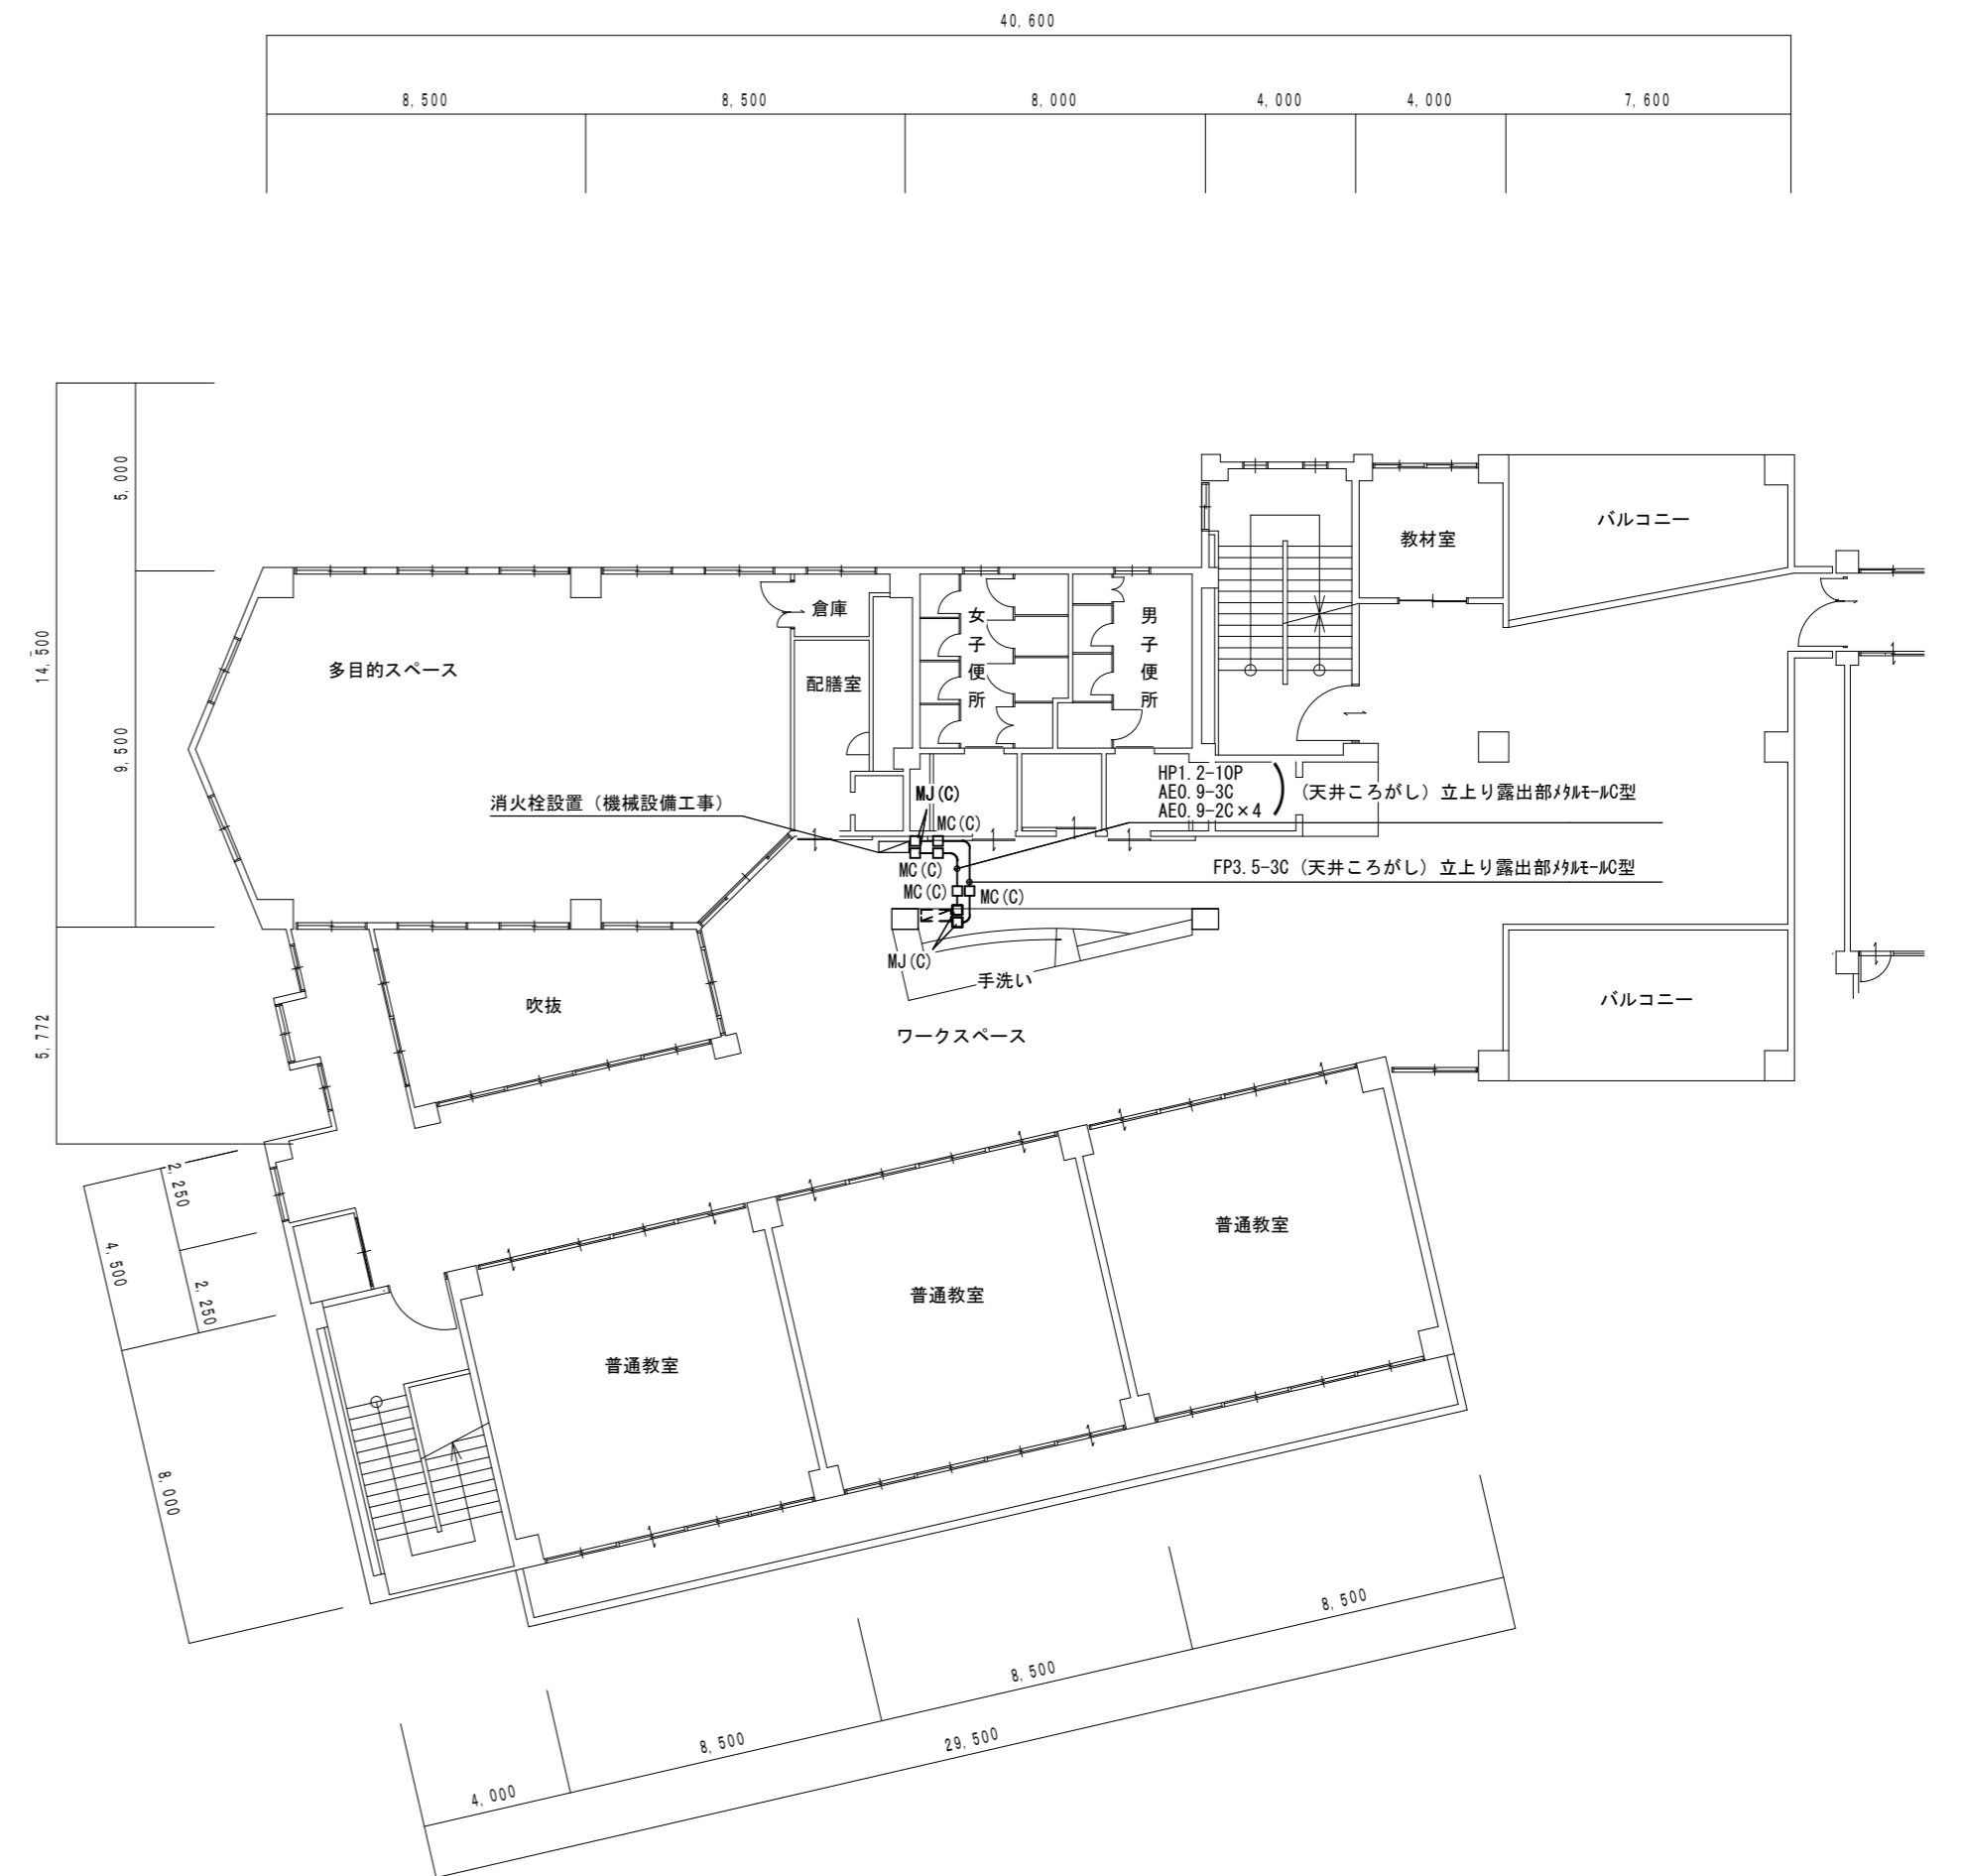 40,600
8,500
8,500
8,000
4,000
4,000
7,600
5,000
14,500
9,500
5,772
バルコニー
教材室
倉庫
女子便所
男子便所
多目的スペース
配膳室
HP1.2-10P
AE0.9-3C
AE0.9-2C×4
(天井ころがし)立上り露出部メタルモールC型
消火栓設置(機械設備工事)
MJ(C)
MC(C)
MC(C)
FP3.5-3C(天井ころがし)立上り露出部メタルモールC型
MC(C)
MC(C)
MJ(C)
手洗い
吹抜
バルコニー
ワークスペース
2,250
4,500
2,250
8,000
普通教室
普通教室
普通教室
8,500
8,500
8,500
29,500
4,000